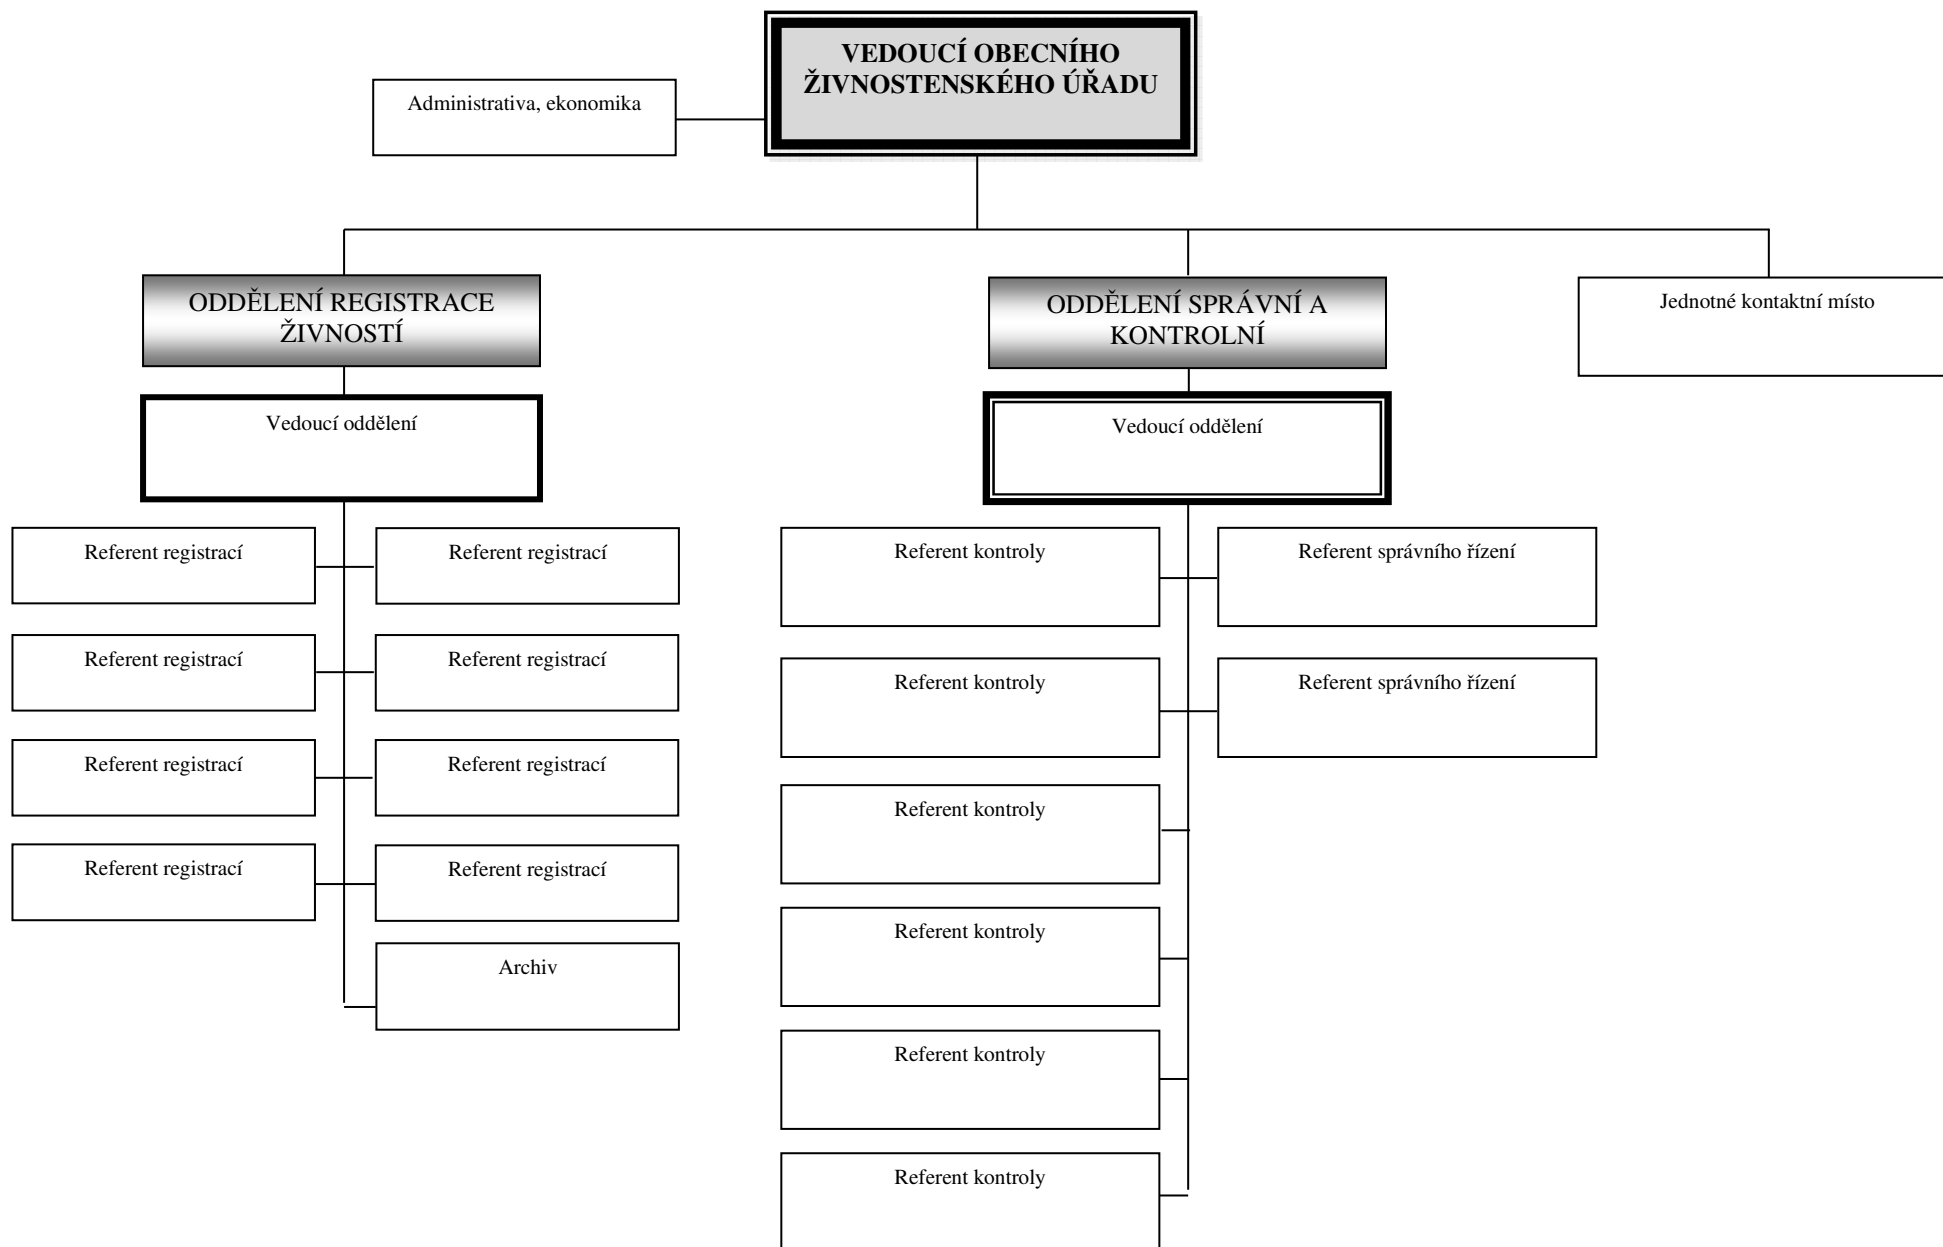 VEDOUCÍ OBECNÍHO
ŽIVNOSTENSKÉHO ÚŘADU
Administrativa, ekonomika
ODDĚLENÍ REGISTRACE
ŽIVNOSTÍ
ODDĚLENÍ SPRÁVNÍ A
KONTROLNÍ
Jednotné kontaktní místo
Vedoucí oddělení
Vedoucí oddělení
Referent registrací
Referent registrací
Referent registrací
Referent registrací
Referent registrací
Referent registrací
Referent registrací
Referent registrací
Archiv
Referent kontroly
Referent správního řízení
Referent kontroly
Referent správního řízení
Referent kontroly
Referent kontroly
Referent kontroly
Referent kontroly